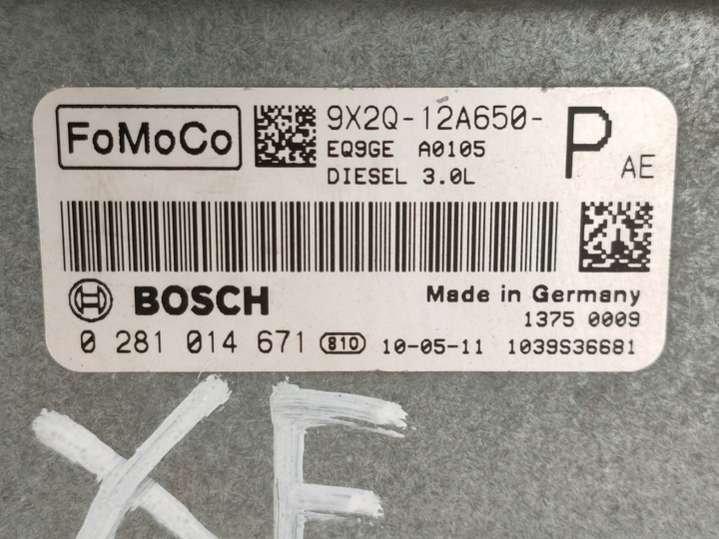 FoMoCo
9X2Q-12A650-
P
AE
EQ9GE A0105
DIESEL 3.0L
BOSCH
Made in Germany
1375 0009
0 281 014 671 810 10-05-11 1039S36681
XF